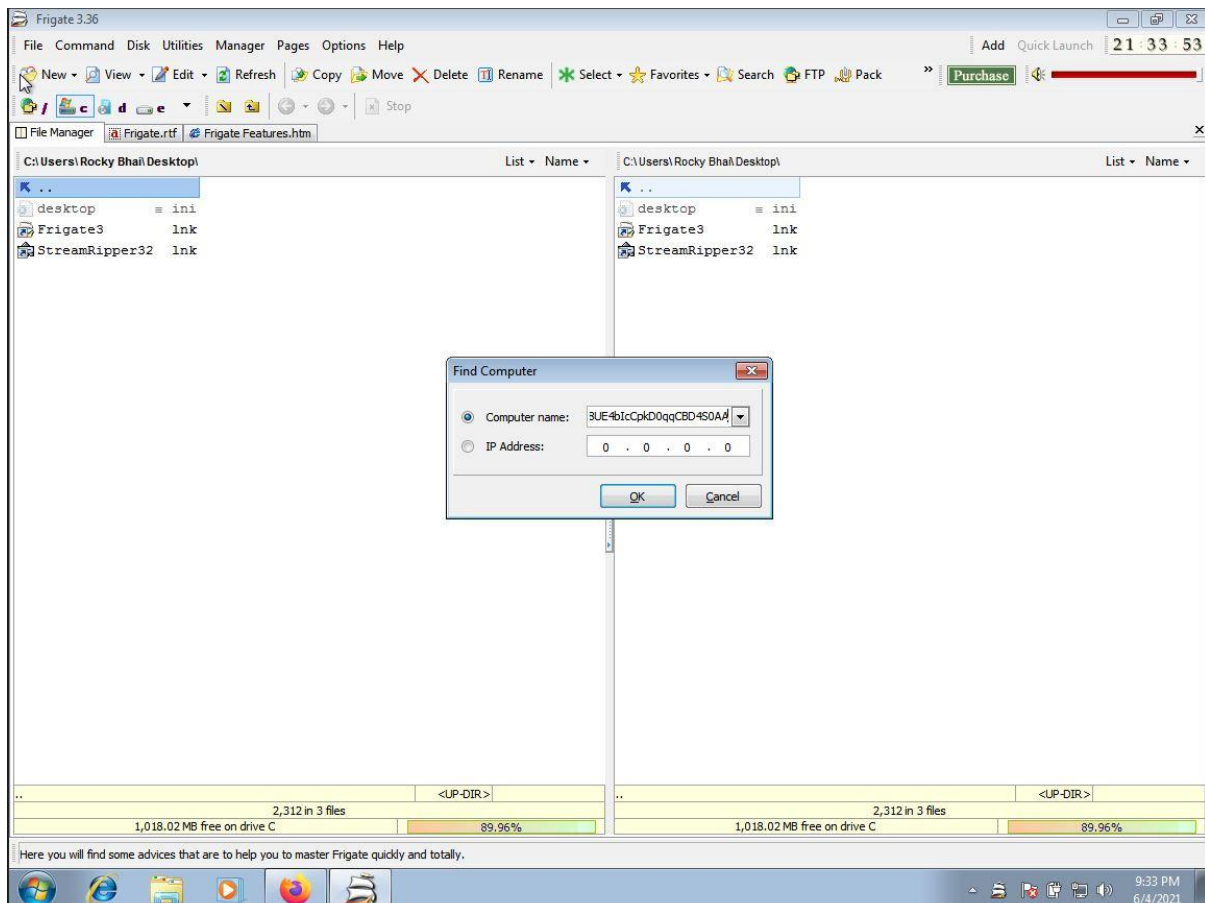 Frigate 3.36
File Command Disk Utilities Manager Pages Options Help
Add Quick Launch 21:33:53
New View Edit Refresh Copy Move Delete Rename Select Favorites Search FTP Pack » Purchase
/ c d e Stop
File Manager Frigate.rtf Frigate Features.htm x
C:\Users\Rocky Bhai\Desktop\ List Name
..
desktop ini
Frigate3 lnk
StreamRipper32 lnk
C:\Users\Rocky Bhai\Desktop\ List Name
..
desktop ini
Frigate3 lnk
StreamRipper32 lnk
Find Computer
Computer name: 3UE4bIcCpkD0qqCBD4S0AA
IP Address: 0 . 0 . 0 . 0
OK Cancel
.. <UP-DIR>
2,312 in 3 files
1,018.02 MB free on drive C 89.96%
.. <UP-DIR>
2,312 in 3 files
1,018.02 MB free on drive C 89.96%
Here you will find some advices that are to help you to master Frigate quickly and totally.
9:33 PM
6/4/2021